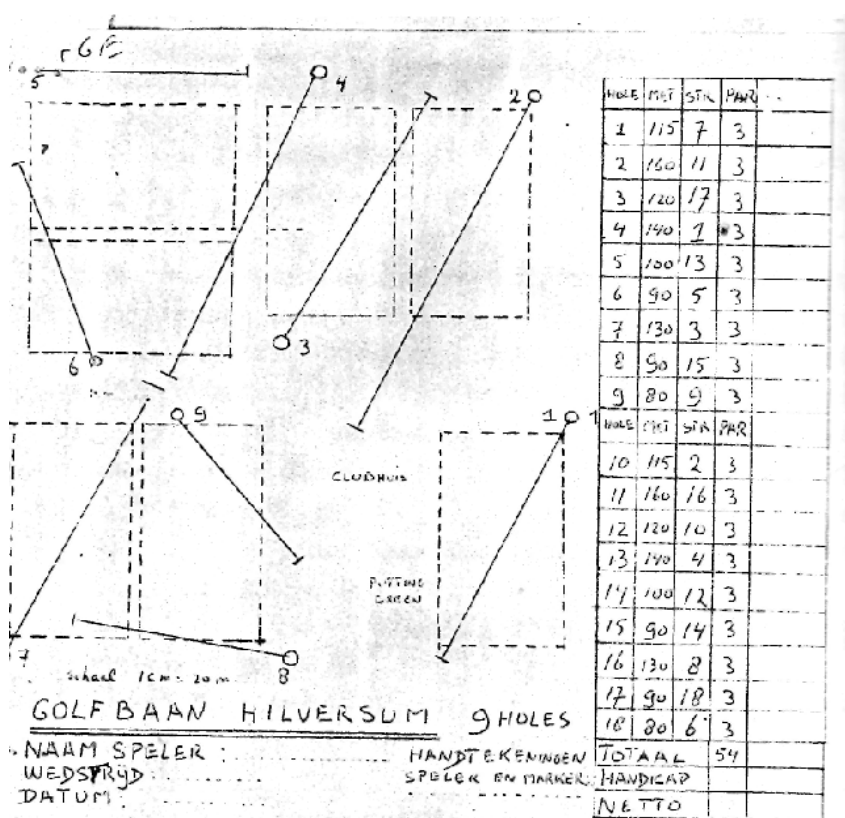 5
4
2
3
6
9
1
CLUBHUIS
PUTTING
GREEN
7
8
schaal 1 cm = 20 m
GOLFBAAN HILVERSUM 9 HOLES
NAAM SPELER :
WEDSTRYD :
DATUM :
HANDTEKENINGEN
SPELER EN MARKER :
HOLE MET STR PAR
1 115 7 3
2 160 11 3
3 120 17 3
4 140 1 3
5 100 13 3
6 90 5 3
7 130 3 3
8 90 15 3
9 80 9 3
HOLE MET STR PAR
10 115 2 3
11 160 16 3
12 120 10 3
13 140 4 3
14 100 12 3
15 90 14 3
16 130 8 3
17 90 18 3
18 80 6 3
TOTAAL 54
HANDICAP
NETTO